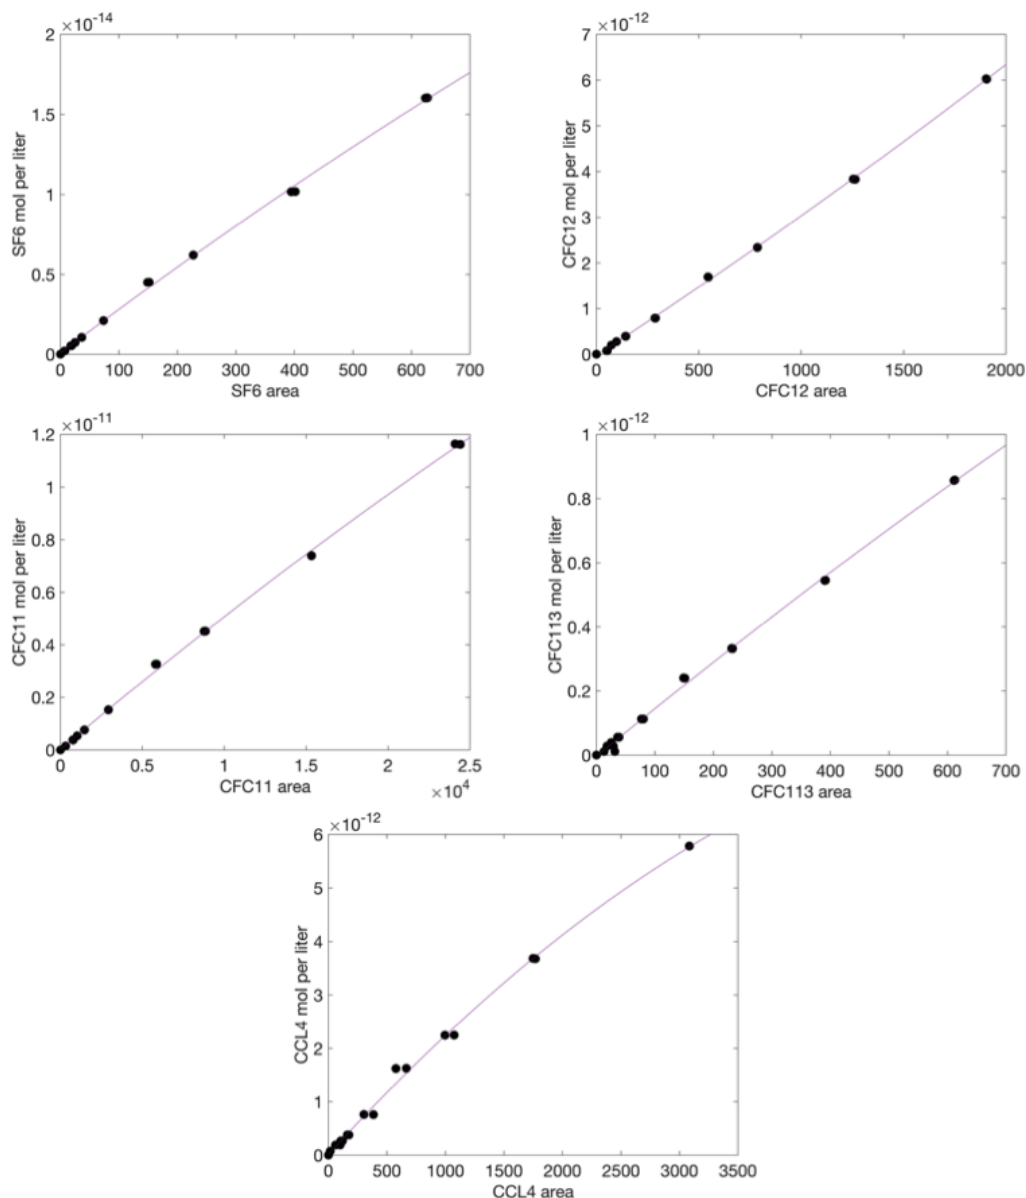 ×10-14
2
1.5
1
0.5
0
SF6 mol per liter
0 100 200 300 400 500 600 700
SF6 area
×10-12
7
6
5
4
3
2
1
0
CFC12 mol per liter
0 500 1000 1500 2000
CFC12 area
×10-11
1.2
1
0.8
0.6
0.4
0.2
0
CFC11 mol per liter
0 0.5 1 1.5 2 2.5
CFC11 area
×104
×10-12
1
0.8
0.6
0.4
0.2
0
CFC113 mol per liter
0 100 200 300 400 500 600 700
CFC113 area
×10-12
6
5
4
3
2
1
0
CCL4 mol per liter
0 500 1000 1500 2000 2500 3000 3500
CCL4 area